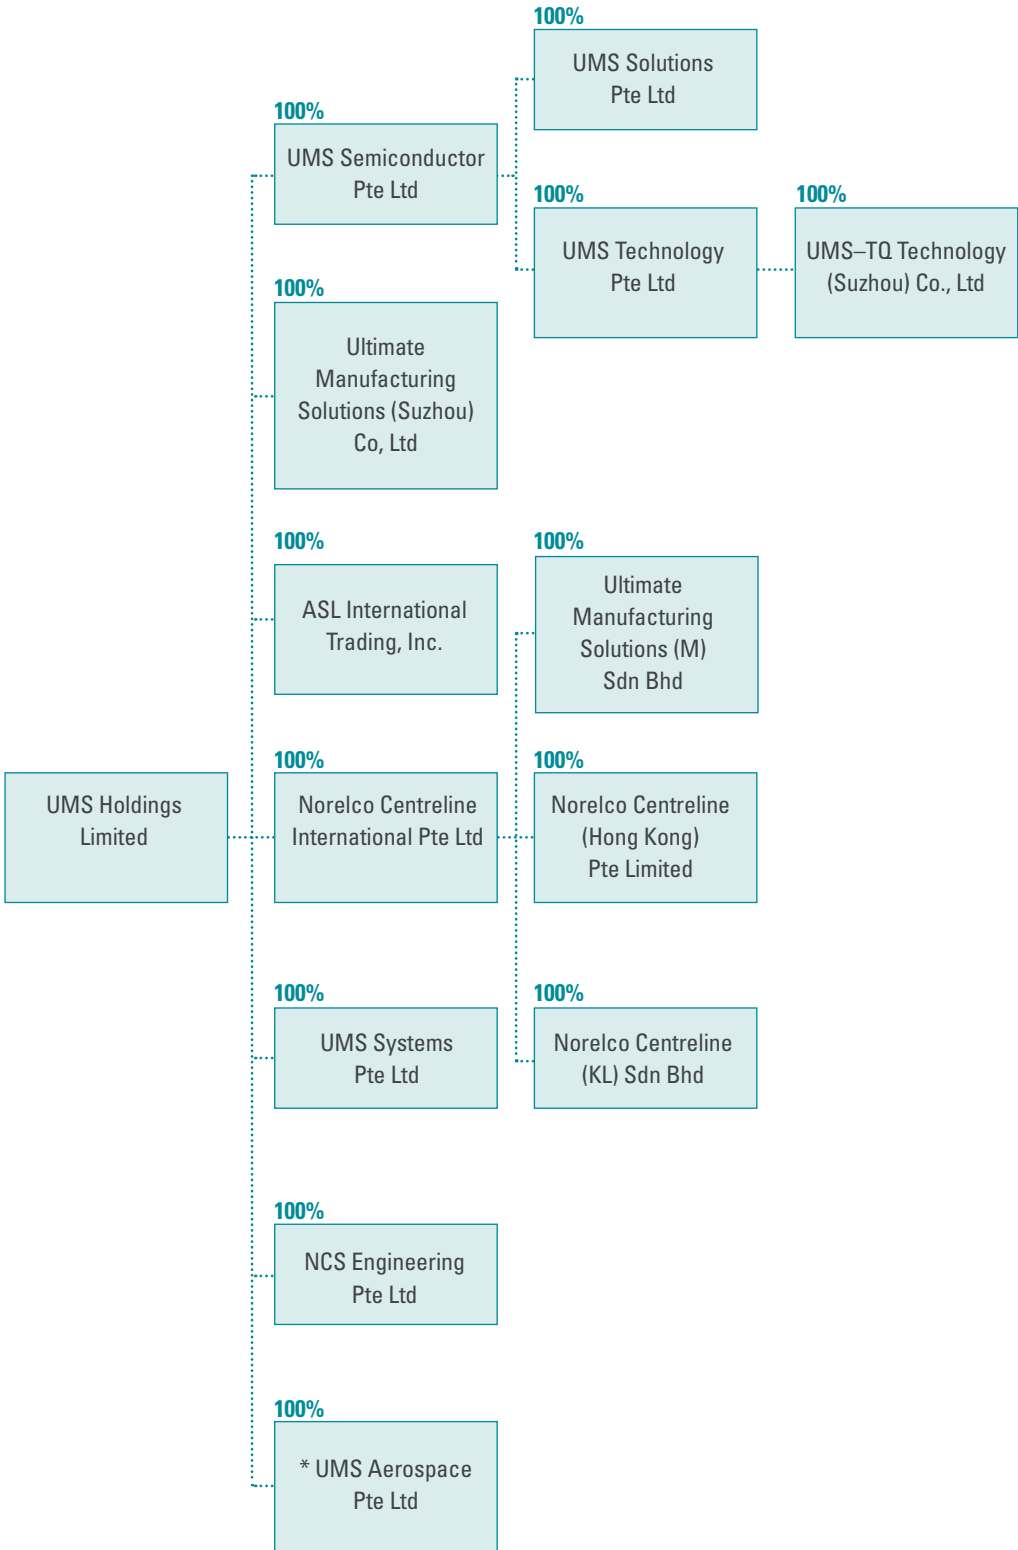 100%
UMS Solutions
Pte Ltd
100%
UMS Semiconductor
Pte Ltd
100%
UMS Technology
Pte Ltd
100%
UMS–TQ Technology
(Suzhou) Co., Ltd
100%
Ultimate
Manufacturing
Solutions (Suzhou)
Co, Ltd
100%
ASL International
Trading, Inc.
100%
Ultimate
Manufacturing
Solutions (M)
Sdn Bhd
UMS Holdings
Limited
100%
Norelco Centreline
International Pte Ltd
100%
Norelco Centreline
(Hong Kong)
Pte Limited
100%
UMS Systems
Pte Ltd
100%
Norelco Centreline
(KL) Sdn Bhd
100%
NCS Engineering
Pte Ltd
100%
* UMS Aerospace
Pte Ltd